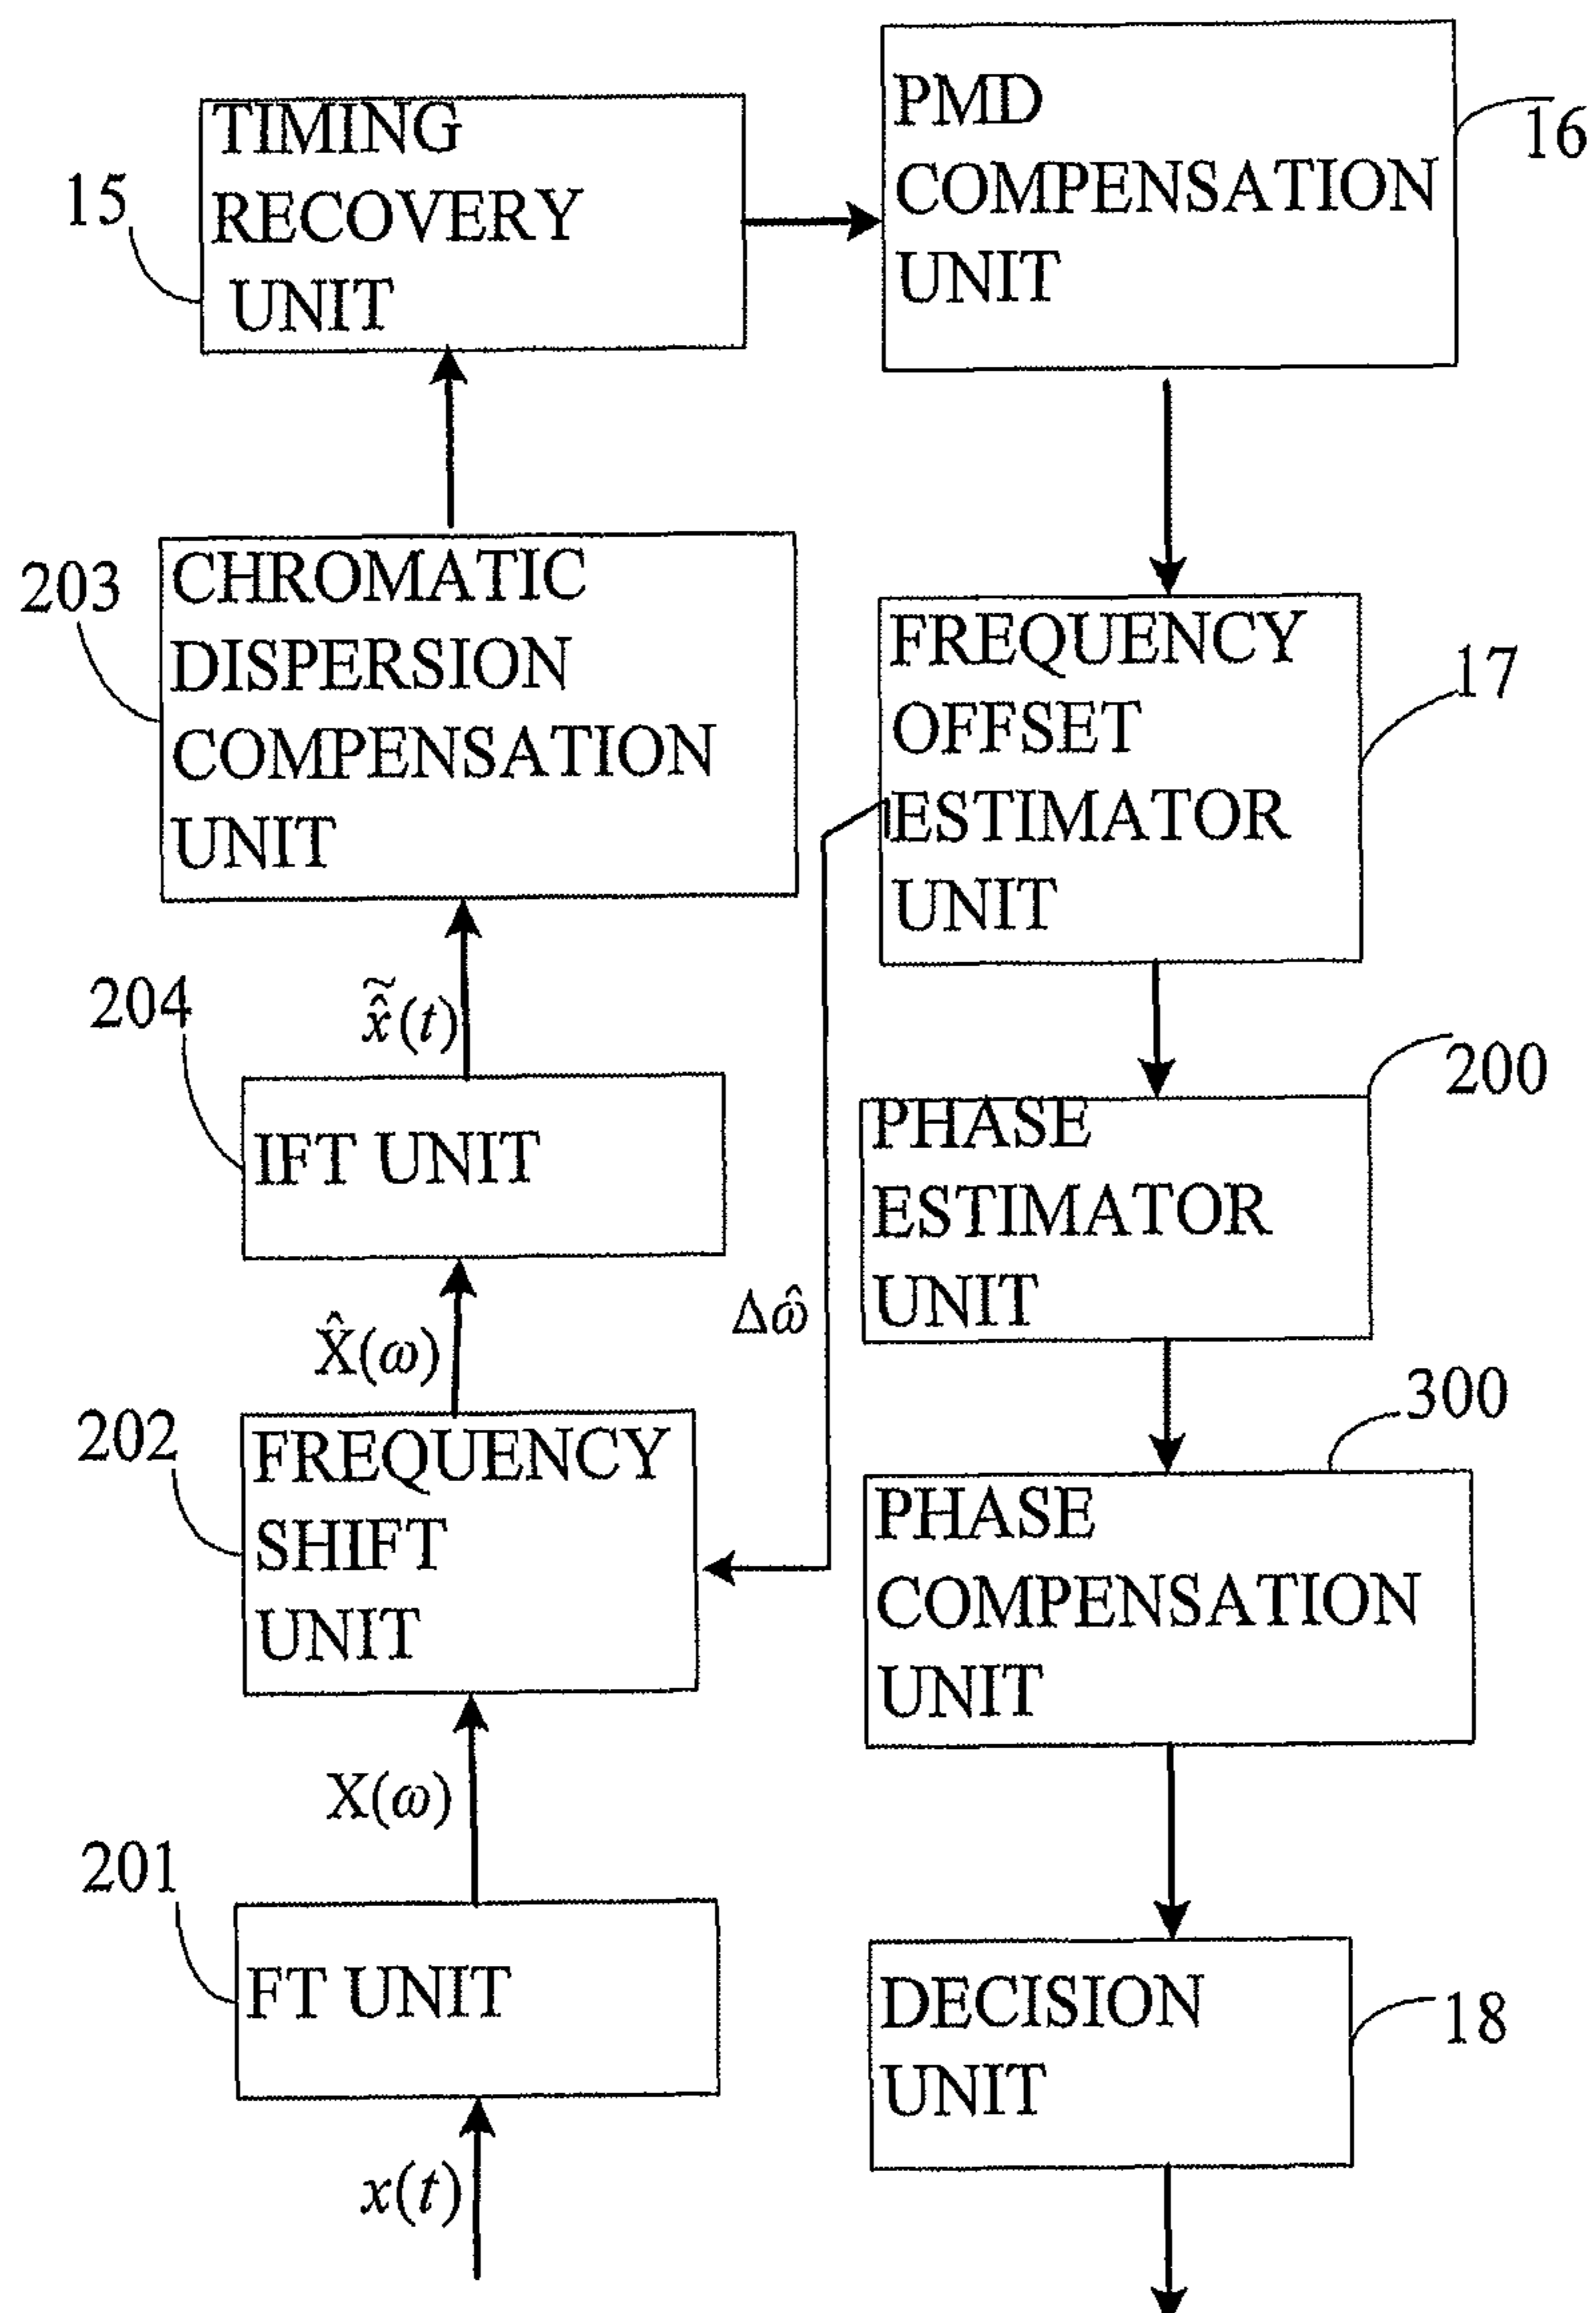 TIMING
RECOVERY
UNIT
15
PMD
COMPENSATION
UNIT
16
CHROMATIC
DISPERSION
COMPENSATION
UNIT
203
FREQUENCY
OFFSET
ESTIMATOR
UNIT
17
204
x̂̃(t)
IFT UNIT
200
PHASE
ESTIMATOR
UNIT
Δω̂
X̂(ω)
202
FREQUENCY
SHIFT
UNIT
300
PHASE
COMPENSATION
UNIT
X(ω)
201
FT UNIT
DECISION
UNIT
18
x(t)